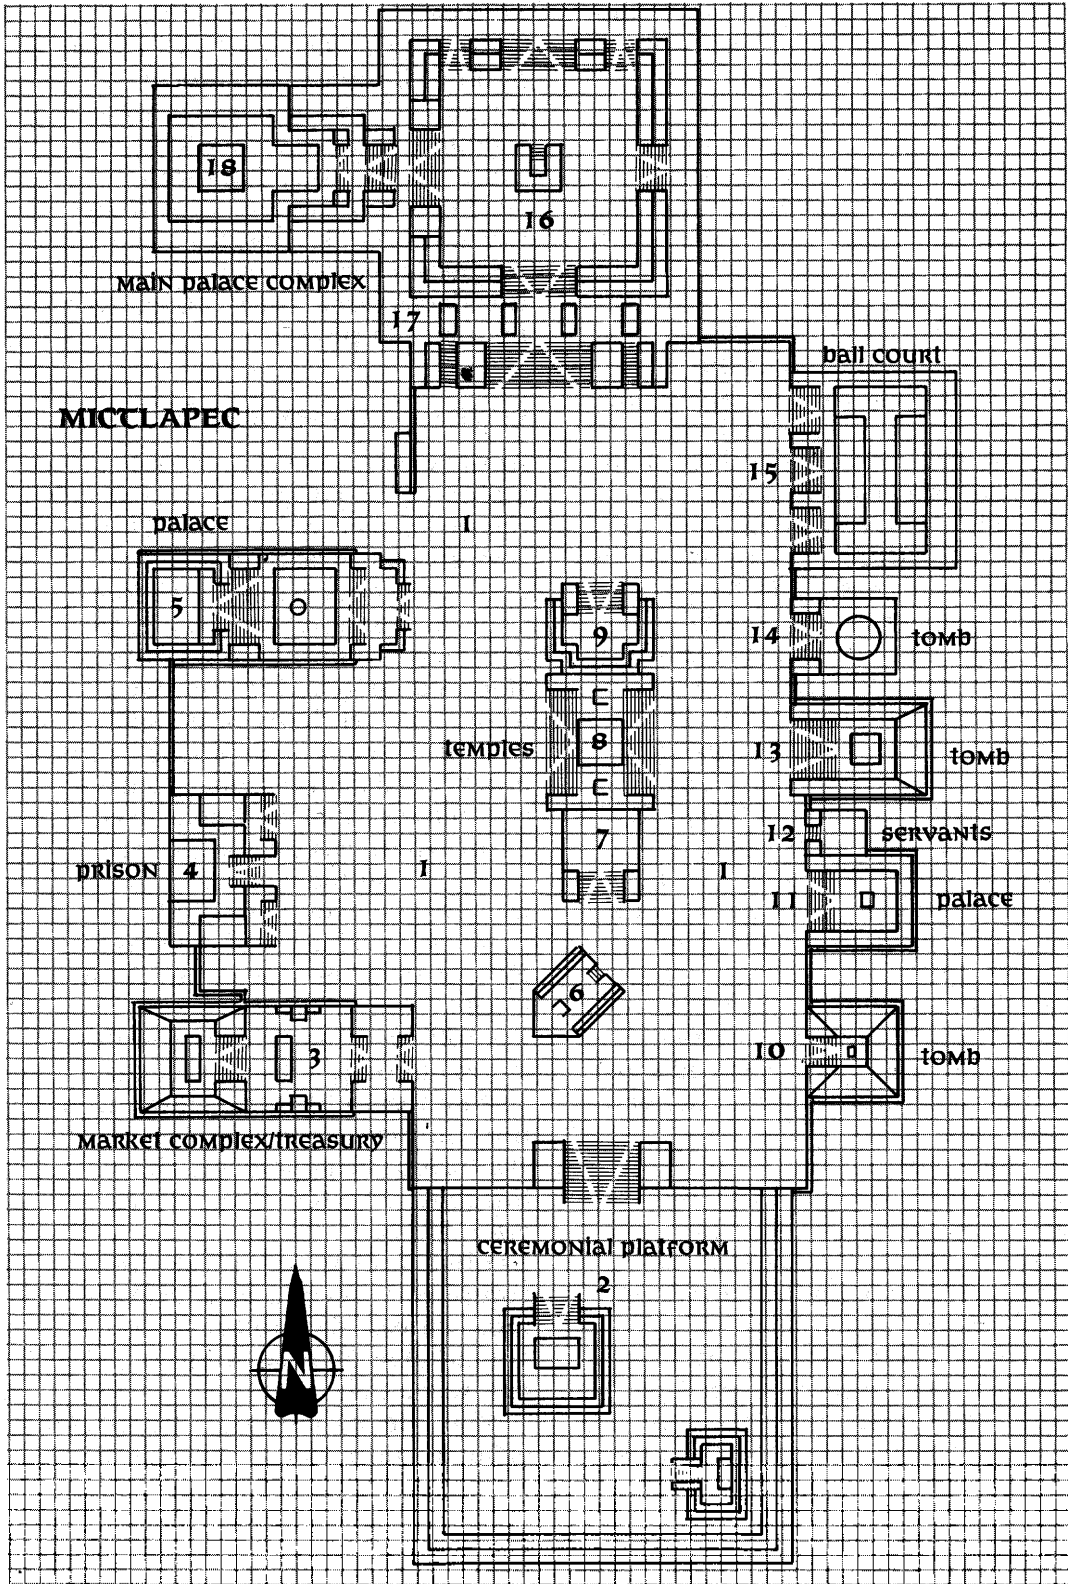 18
16
MAIN PALACE COMPLEX
17
BALL COURT
MICTLAPEC
15
PALACE
1
5
9
14
TOMB
TEMPLES
8
13
TOMB
7
12
SERVANTS
PRISON
4
1
1
11
PALACE
6
3
10
TOMB
MARKET COMPLEX/TREASURY
CEREMONIAL PLATFORM
2
N